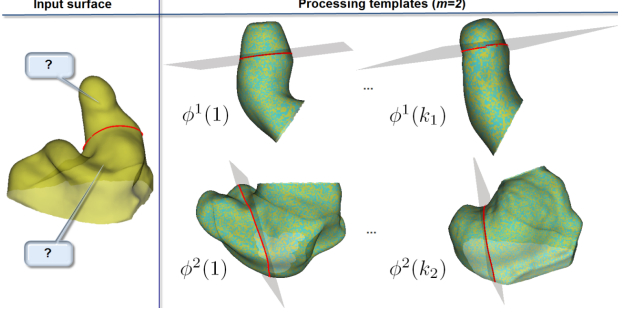 Input surface
Processing templates (m=2)
?
ϕ¹(1)
...
ϕ¹(k₁)
?
ϕ²(1)
...
ϕ²(k₂)